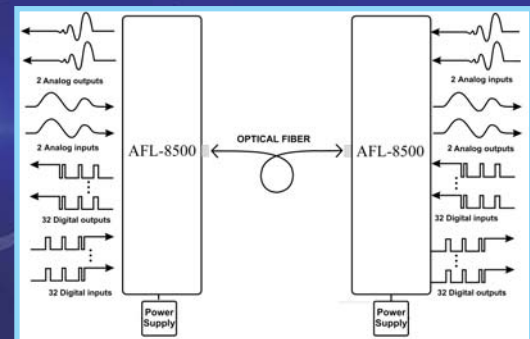 2 Analog outputs
2 Analog inputs
32 Digital outputs
32 Digital inputs
AFL-8500
Power
Supply
OPTICAL FIBER
AFL-8500
Power
Supply
2 Analog inputs
2 Analog outputs
32 Digital inputs
32 Digital outputs